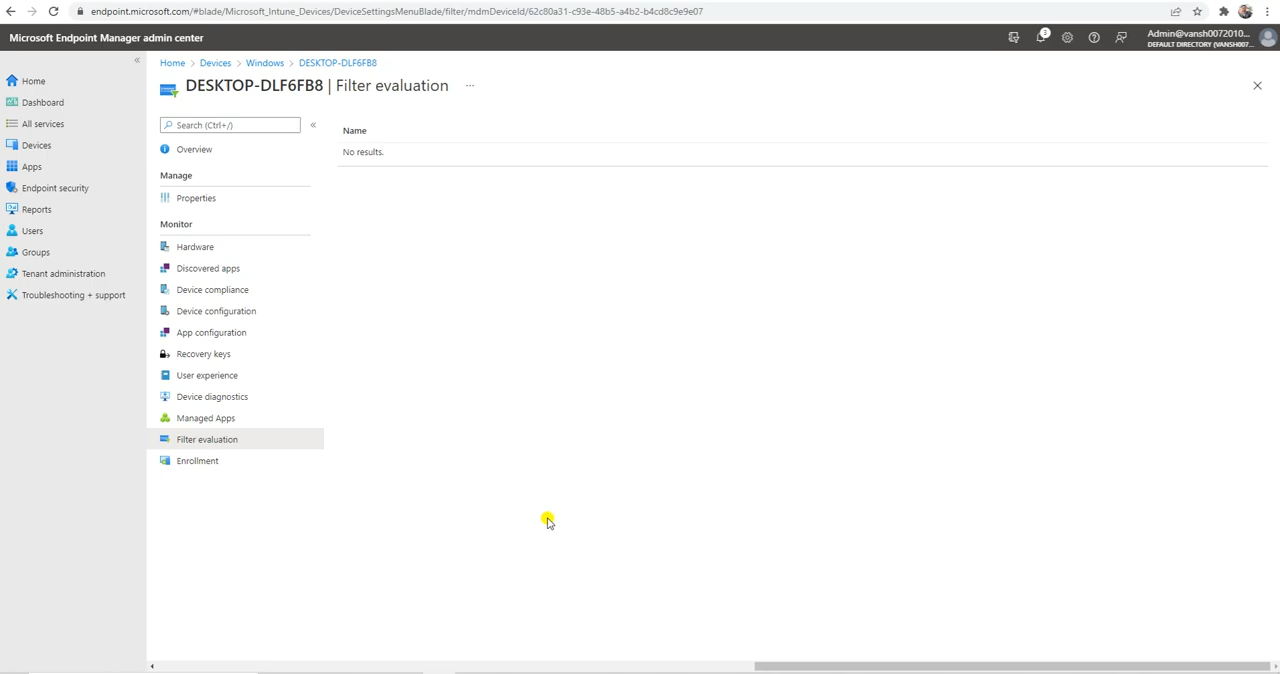 endpoint.microsoft.com/#blade/Microsoft_Intune_Devices/DeviceSettingsMenuBlade/filter/mdmDeviceId/62c80a31-c93e-48b5-a4b2-b4cd8c9e9e07
Microsoft Endpoint Manager admin center
3
Admin@vansh0072010...
DEFAULT DIRECTORY (VANSH007...
«
Home
Dashboard
All services
Devices
Apps
Endpoint security
Reports
Users
Groups
Tenant administration
Troubleshooting + support
Home > Devices > Windows > DESKTOP-DLF6FB8
DESKTOP-DLF6FB8 | Filter evaluation ...
Search (Ctrl+/) «
Overview
Manage
Properties
Monitor
Hardware
Discovered apps
Device compliance
Device configuration
App configuration
Recovery keys
User experience
Device diagnostics
Managed Apps
Filter evaluation
Enrollment
Name
No results.